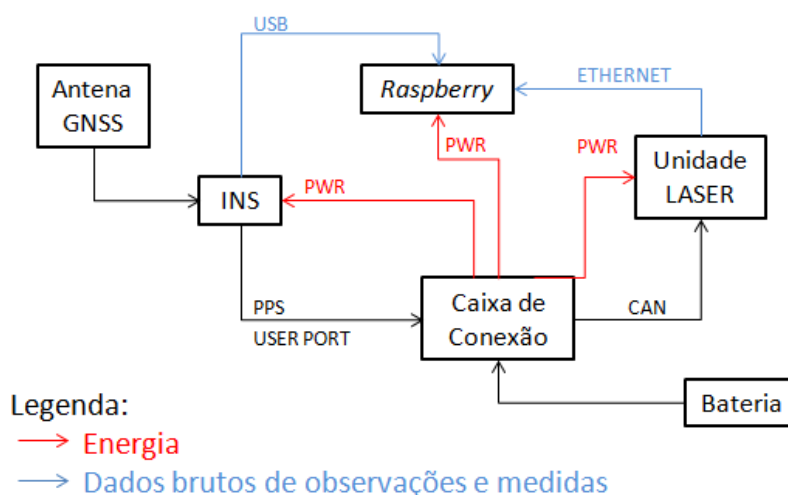 USB
Antena
GNSS
Raspberry
ETHERNET
PWR
PWR
Unidade
LASER
INS
PWR
PPS
USER PORT
Caixa de
Conexão
CAN
Bateria
Legenda:
Energia
Dados brutos de observações e medidas